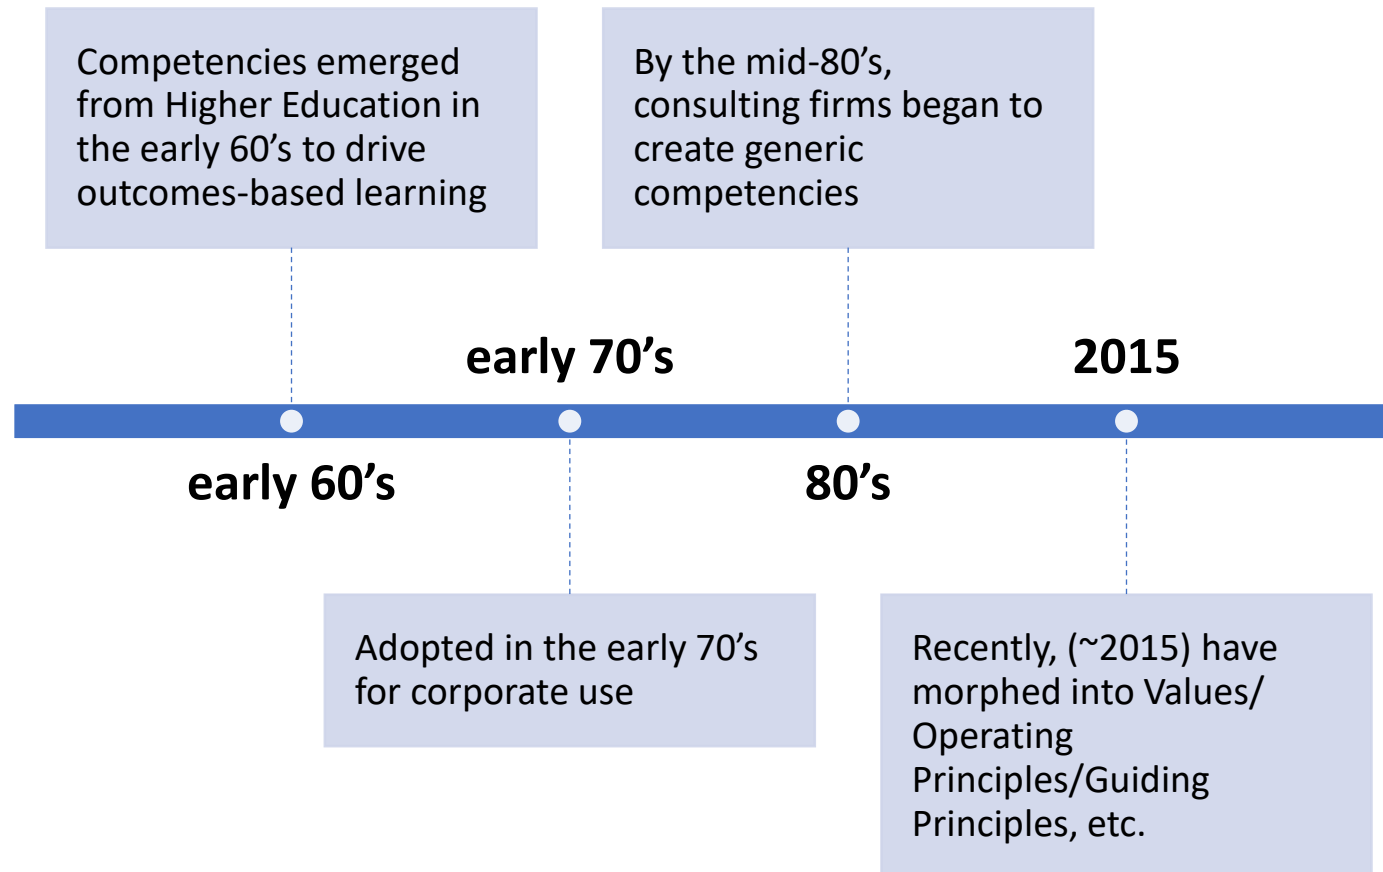 Competencies emerged
from Higher Education in
the early 60’s to drive
outcomes-based learning
By the mid-80’s,
consulting firms began to
create generic
competencies
early 70’s
2015
early 60’s
80’s
Adopted in the early 70’s
for corporate use
Recently, (~2015) have
morphed into Values/
Operating
Principles/Guiding
Principles, etc.